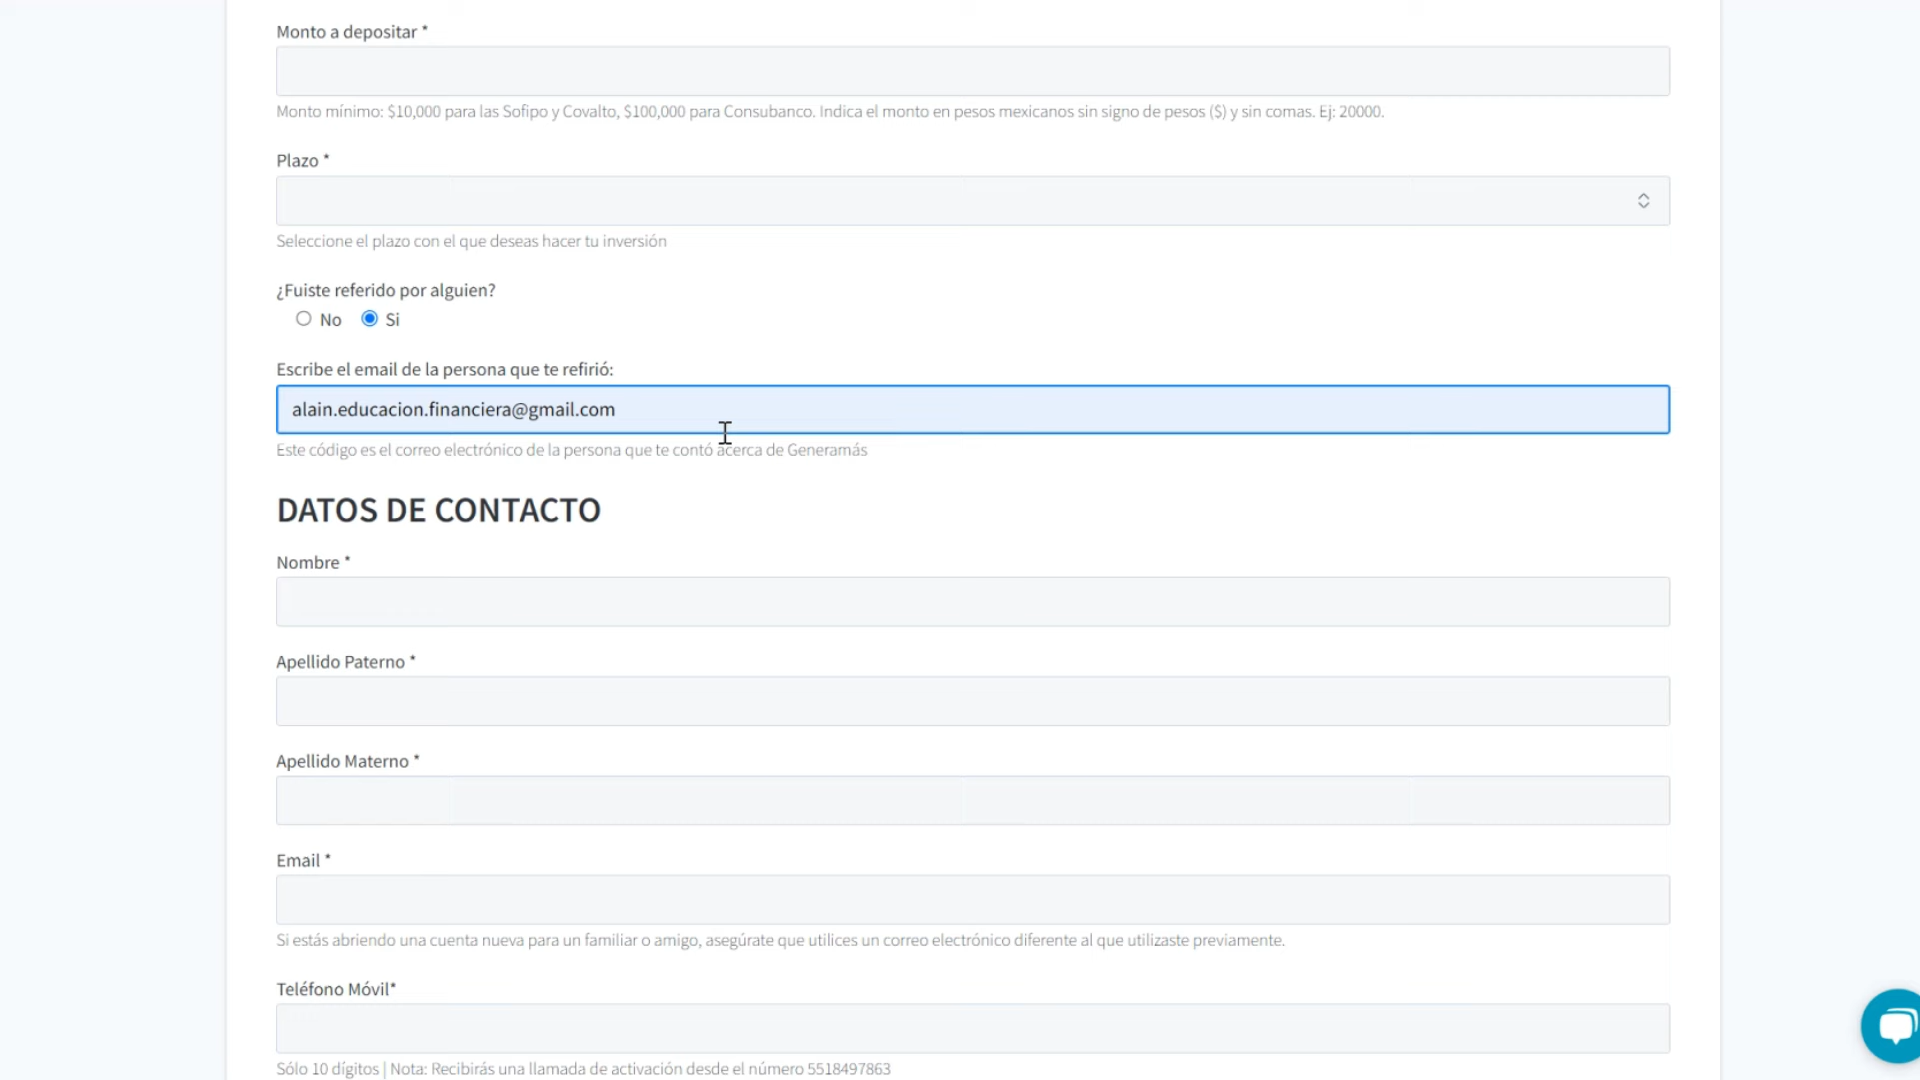 Monto a depositar *
Monto mínimo: $10,000 para las Sofipo y Covalto, $100,000 para Consubanco. Indica el monto en pesos mexicanos sin signo de pesos ($) y sin comas. Ej: 20000.
Plazo *
Seleccione el plazo con el que deseas hacer tu inversión
¿Fuiste referido por alguien?
No Si
Escribe el email de la persona que te refirió:
alain.educacion.financiera@gmail.com
Este código es el correo electrónico de la persona que te contó acerca de Generamás
DATOS DE CONTACTO
Nombre *
Apellido Paterno *
Apellido Materno *
Email *
Si estás abriendo una cuenta nueva para un familiar o amigo, asegúrate que utilices un correo electrónico diferente al que utilizaste previamente.
Teléfono Móvil*
Sólo 10 dígitos | Nota: Recibirás una llamada de activación desde el número 5518497863